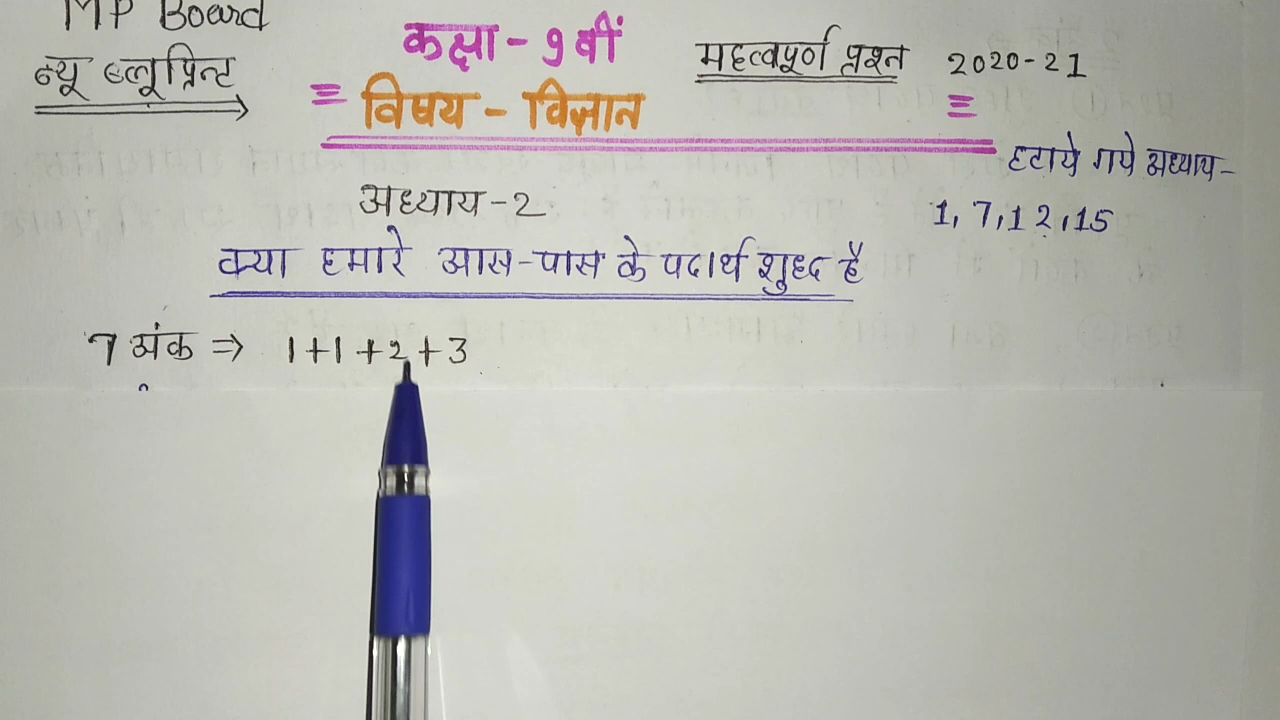 MP Board
न्यू ब्लूप्रिन्ट
कक्षा - 9वीं
= विषय - विज्ञान
महत्वपूर्ण प्रश्न 2020-21
=
हटाये गये अध्याय-
1, 7, 12, 15
अध्याय-2
क्या हमारे आस-पास के पदार्थ शुध्द है
7 अंक ⇒ 1+1+2+3